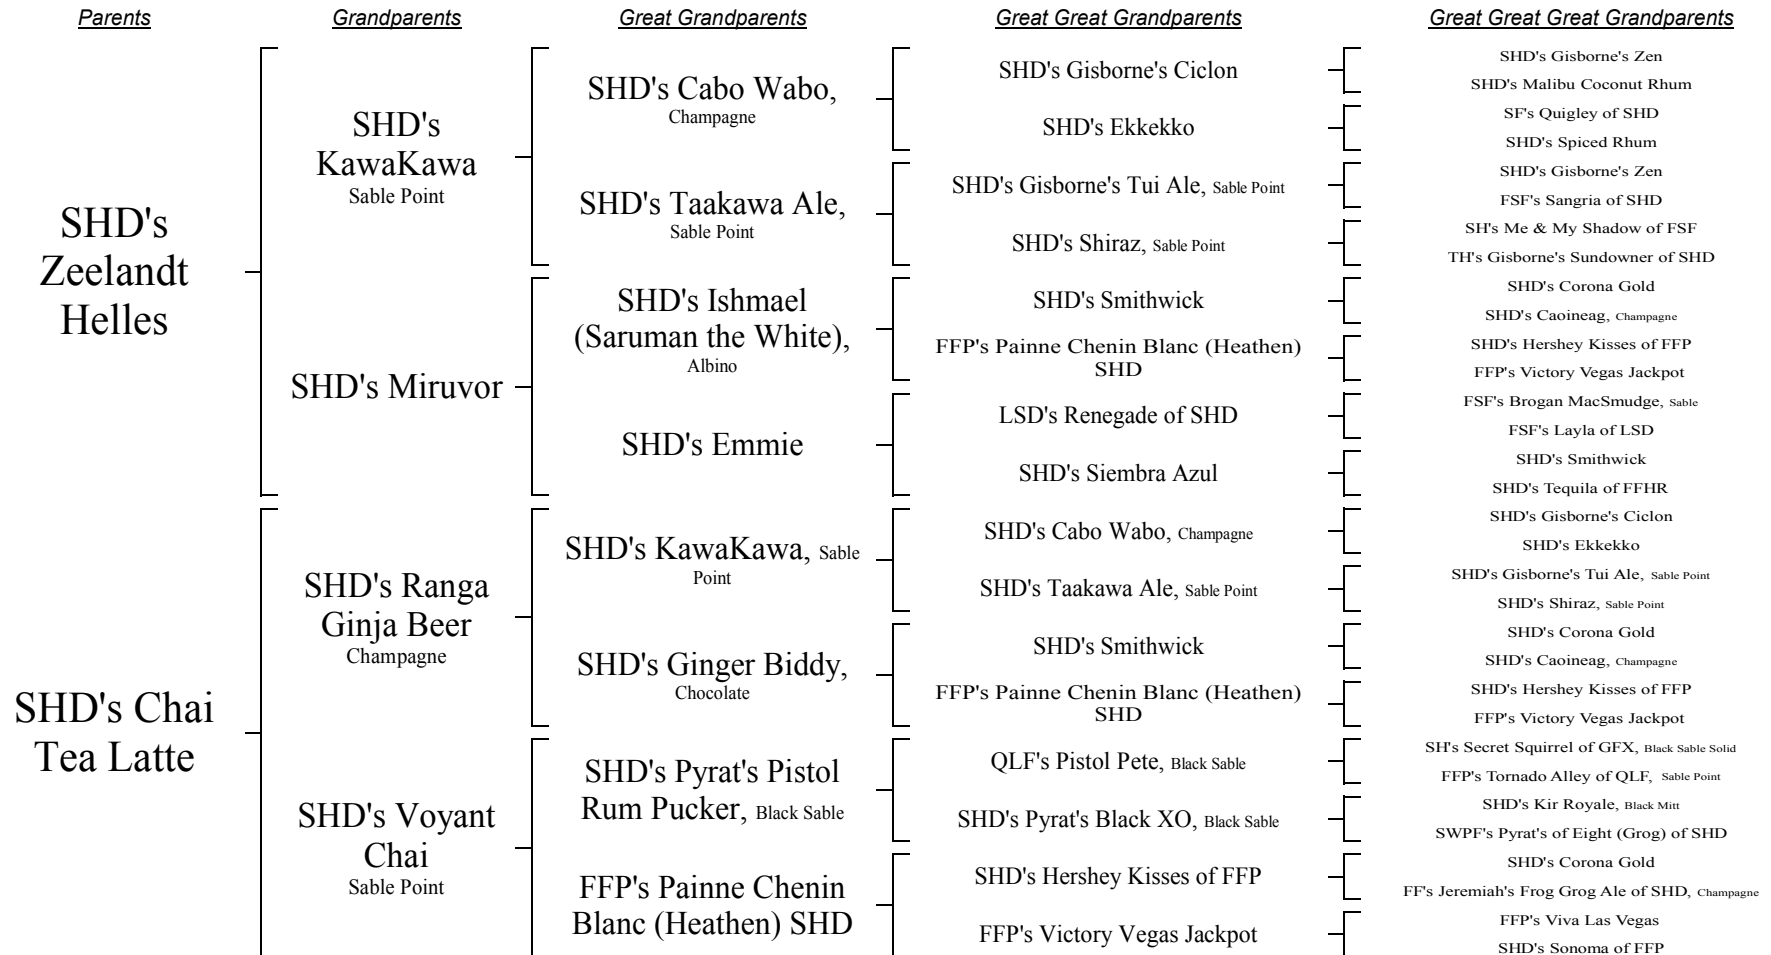 Parents
Grandparents
Great Grandparents
Great Great Grandparents
Great Great Great Grandparents
SHD's
Zeelandt
Helles
SHD's Chai
Tea Latte
SHD's
KawaKawa
Sable Point
SHD's Miruvor
SHD's Ranga
Ginja Beer
Champagne
SHD's Voyant
Chai
Sable Point
SHD's Cabo Wabo,
Champagne
SHD's Taakawa Ale,
Sable Point
SHD's Ishmael
(Saruman the White),
Albino
SHD's Emmie
SHD's KawaKawa, Sable
Point
SHD's Ginger Biddy,
Chocolate
SHD's Pyrat's Pistol
Rum Pucker, Black Sable
FFP's Painne Chenin
Blanc (Heathen) SHD
SHD's Gisborne's Ciclon
SHD's Ekkekko
SHD's Gisborne's Tui Ale, Sable Point
SHD's Shiraz, Sable Point
SHD's Smithwick
FFP's Painne Chenin Blanc (Heathen)
SHD
LSD's Renegade of SHD
SHD's Siembra Azul
SHD's Cabo Wabo, Champagne
SHD's Taakawa Ale, Sable Point
SHD's Smithwick
FFP's Painne Chenin Blanc (Heathen)
SHD
QLF's Pistol Pete, Black Sable
SHD's Pyrat's Black XO, Black Sable
SHD's Hershey Kisses of FFP
FFP's Victory Vegas Jackpot
SHD's Gisborne's Zen
SHD's Malibu Coconut Rhum
SF's Quigley of SHD
SHD's Spiced Rhum
SHD's Gisborne's Zen
FSF's Sangria of SHD
SH's Me & My Shadow of FSF
TH's Gisborne's Sundowner of SHD
SHD's Corona Gold
SHD's Caoineag, Champagne
SHD's Hershey Kisses of FFP
FFP's Victory Vegas Jackpot
FSF's Brogan MacSmudge, Sable
FSF's Layla of LSD
SHD's Smithwick
SHD's Tequila of FFHR
SHD's Gisborne's Ciclon
SHD's Ekkekko
SHD's Gisborne's Tui Ale, Sable Point
SHD's Shiraz, Sable Point
SHD's Corona Gold
SHD's Caoineag, Champagne
SHD's Hershey Kisses of FFP
FFP's Victory Vegas Jackpot
SH's Secret Squirrel of GFX, Black Sable Solid
FFP's Tornado Alley of QLF, Sable Point
SHD's Kir Royale, Black Mitt
SWPF's Pyrat's of Eight (Grog) of SHD
SHD's Corona Gold
FF's Jeremiah's Frog Grog Ale of SHD, Champagne
FFP's Viva Las Vegas
SHD's Sonoma of FFP